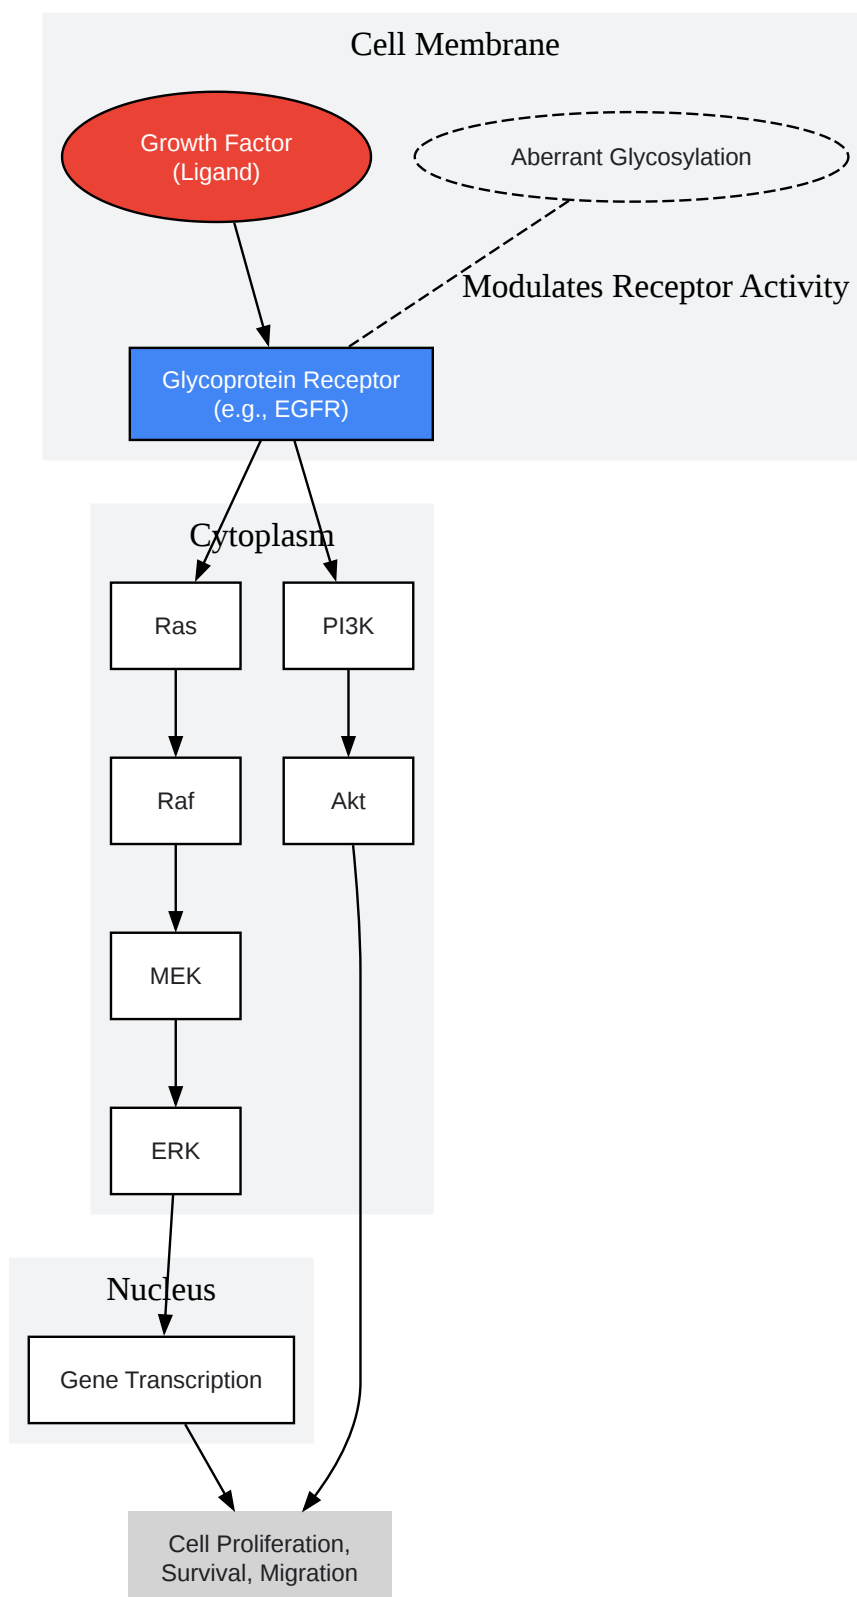 Cell Membrane
Growth Factor
(Ligand)
Aberrant Glycosylation
Modulates Receptor Activity
Glycoprotein Receptor
(e.g., EGFR)
Cytoplasm
Ras
PI3K
Raf
Akt
MEK
ERK
Nucleus
Gene Transcription
Cell Proliferation,
Survival, Migration